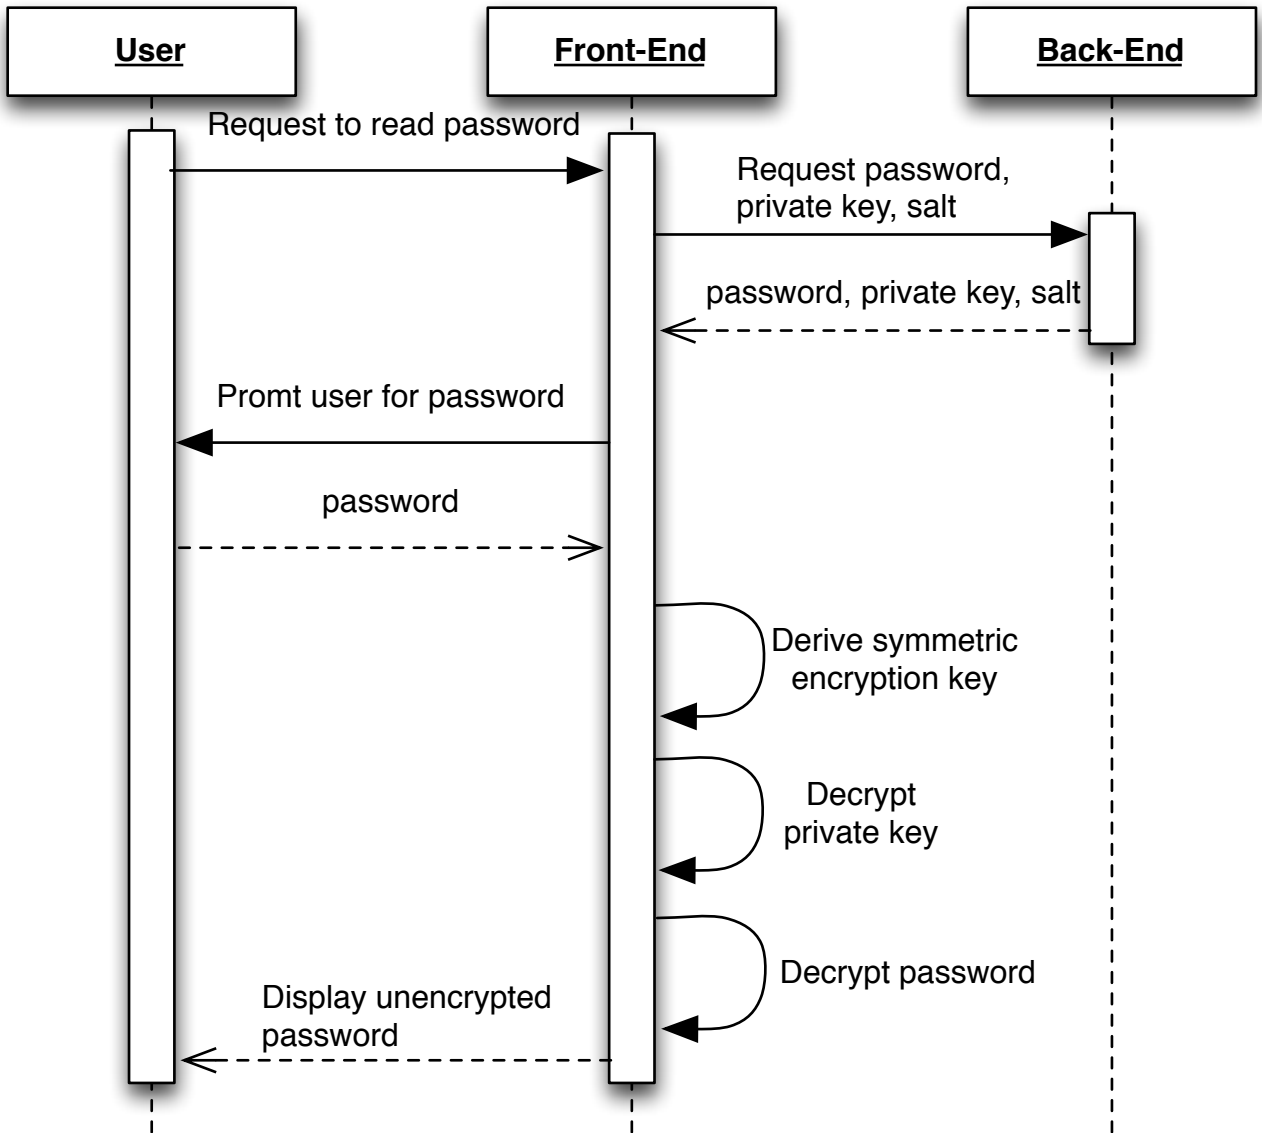 User
Front-End
Back-End
Request to read password
Request password,
private key, salt
password, private key, salt
Promt user for password
password
Derive symmetric
encryption key
Decrypt
private key
Decrypt password
Display unencrypted
password